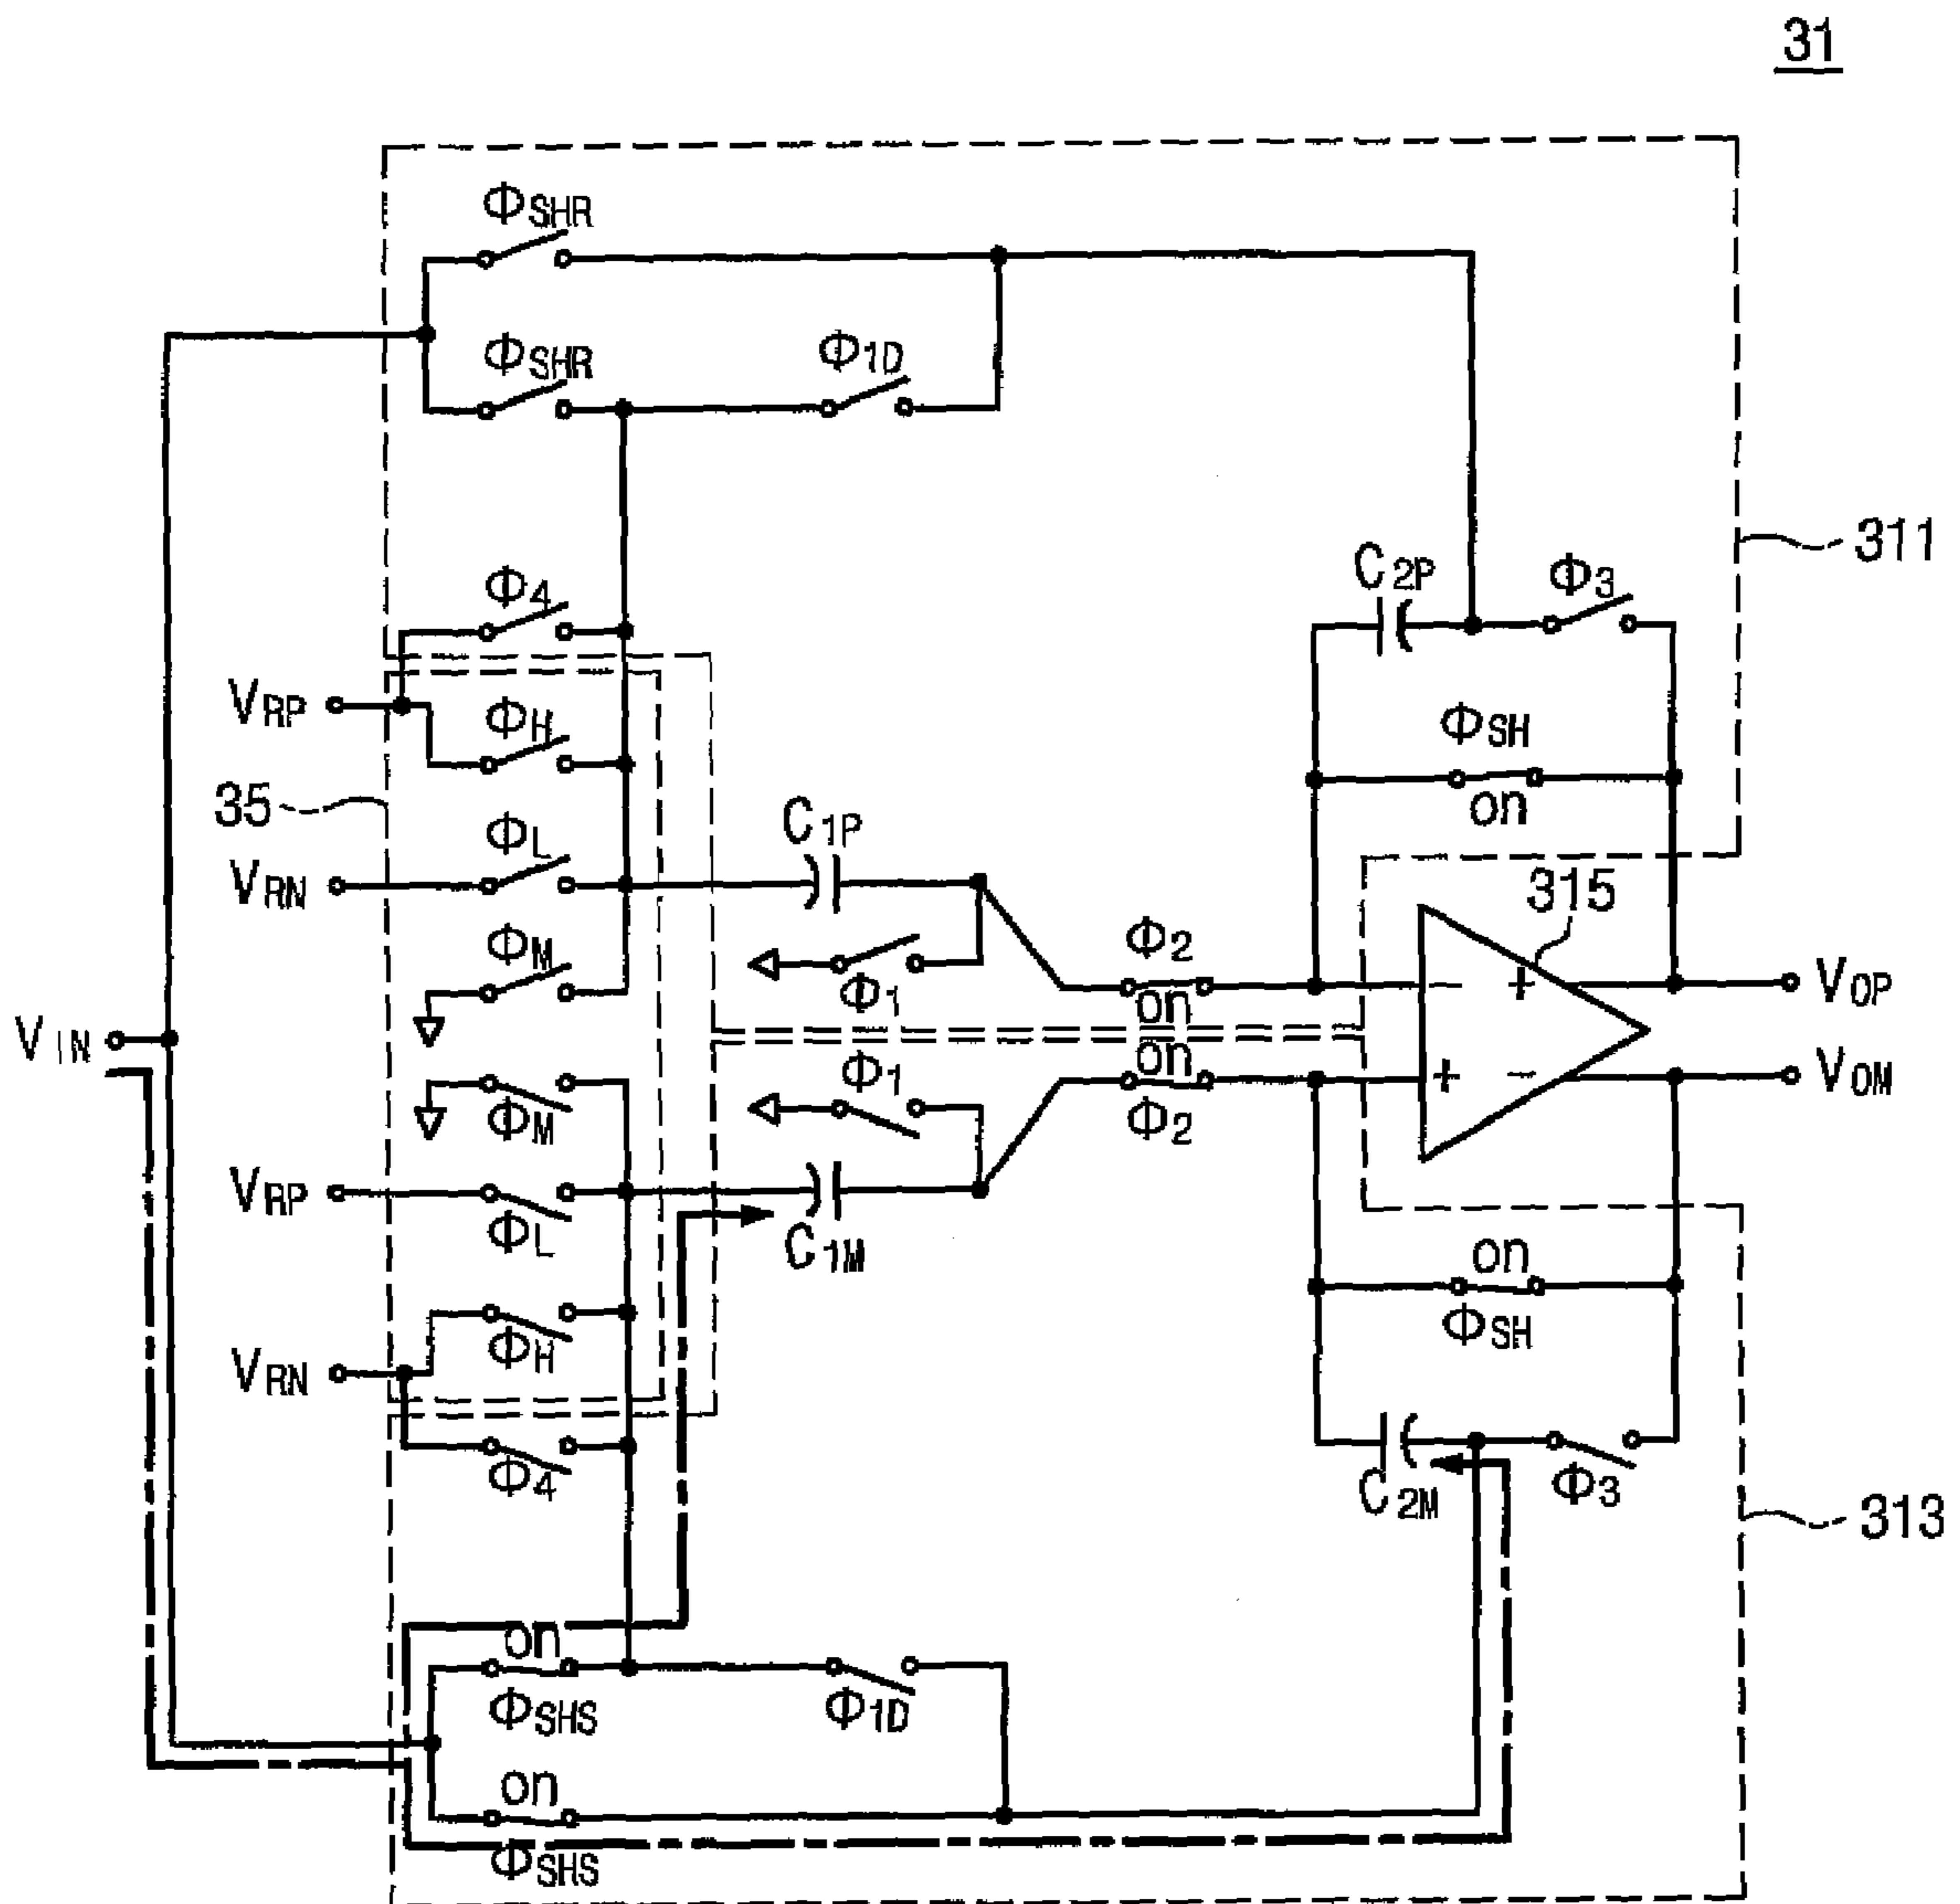 31
ΦSHR
ΦSHR
Φ1D
311
Φ4
C2P
Φ3
VRP
ΦH
ΦSH
on
35
C1P
ΦL
VRN
315
ΦM
Φ1
Φ2
on
− +
VOP
VIN
Φ1
on
Φ2
+ −
VOM
ΦM
VRP
ΦL
C1M
on
ΦSH
ΦH
VRN
Φ4
C2M
Φ3
313
on
ΦSHS
Φ1D
on
ΦSHS